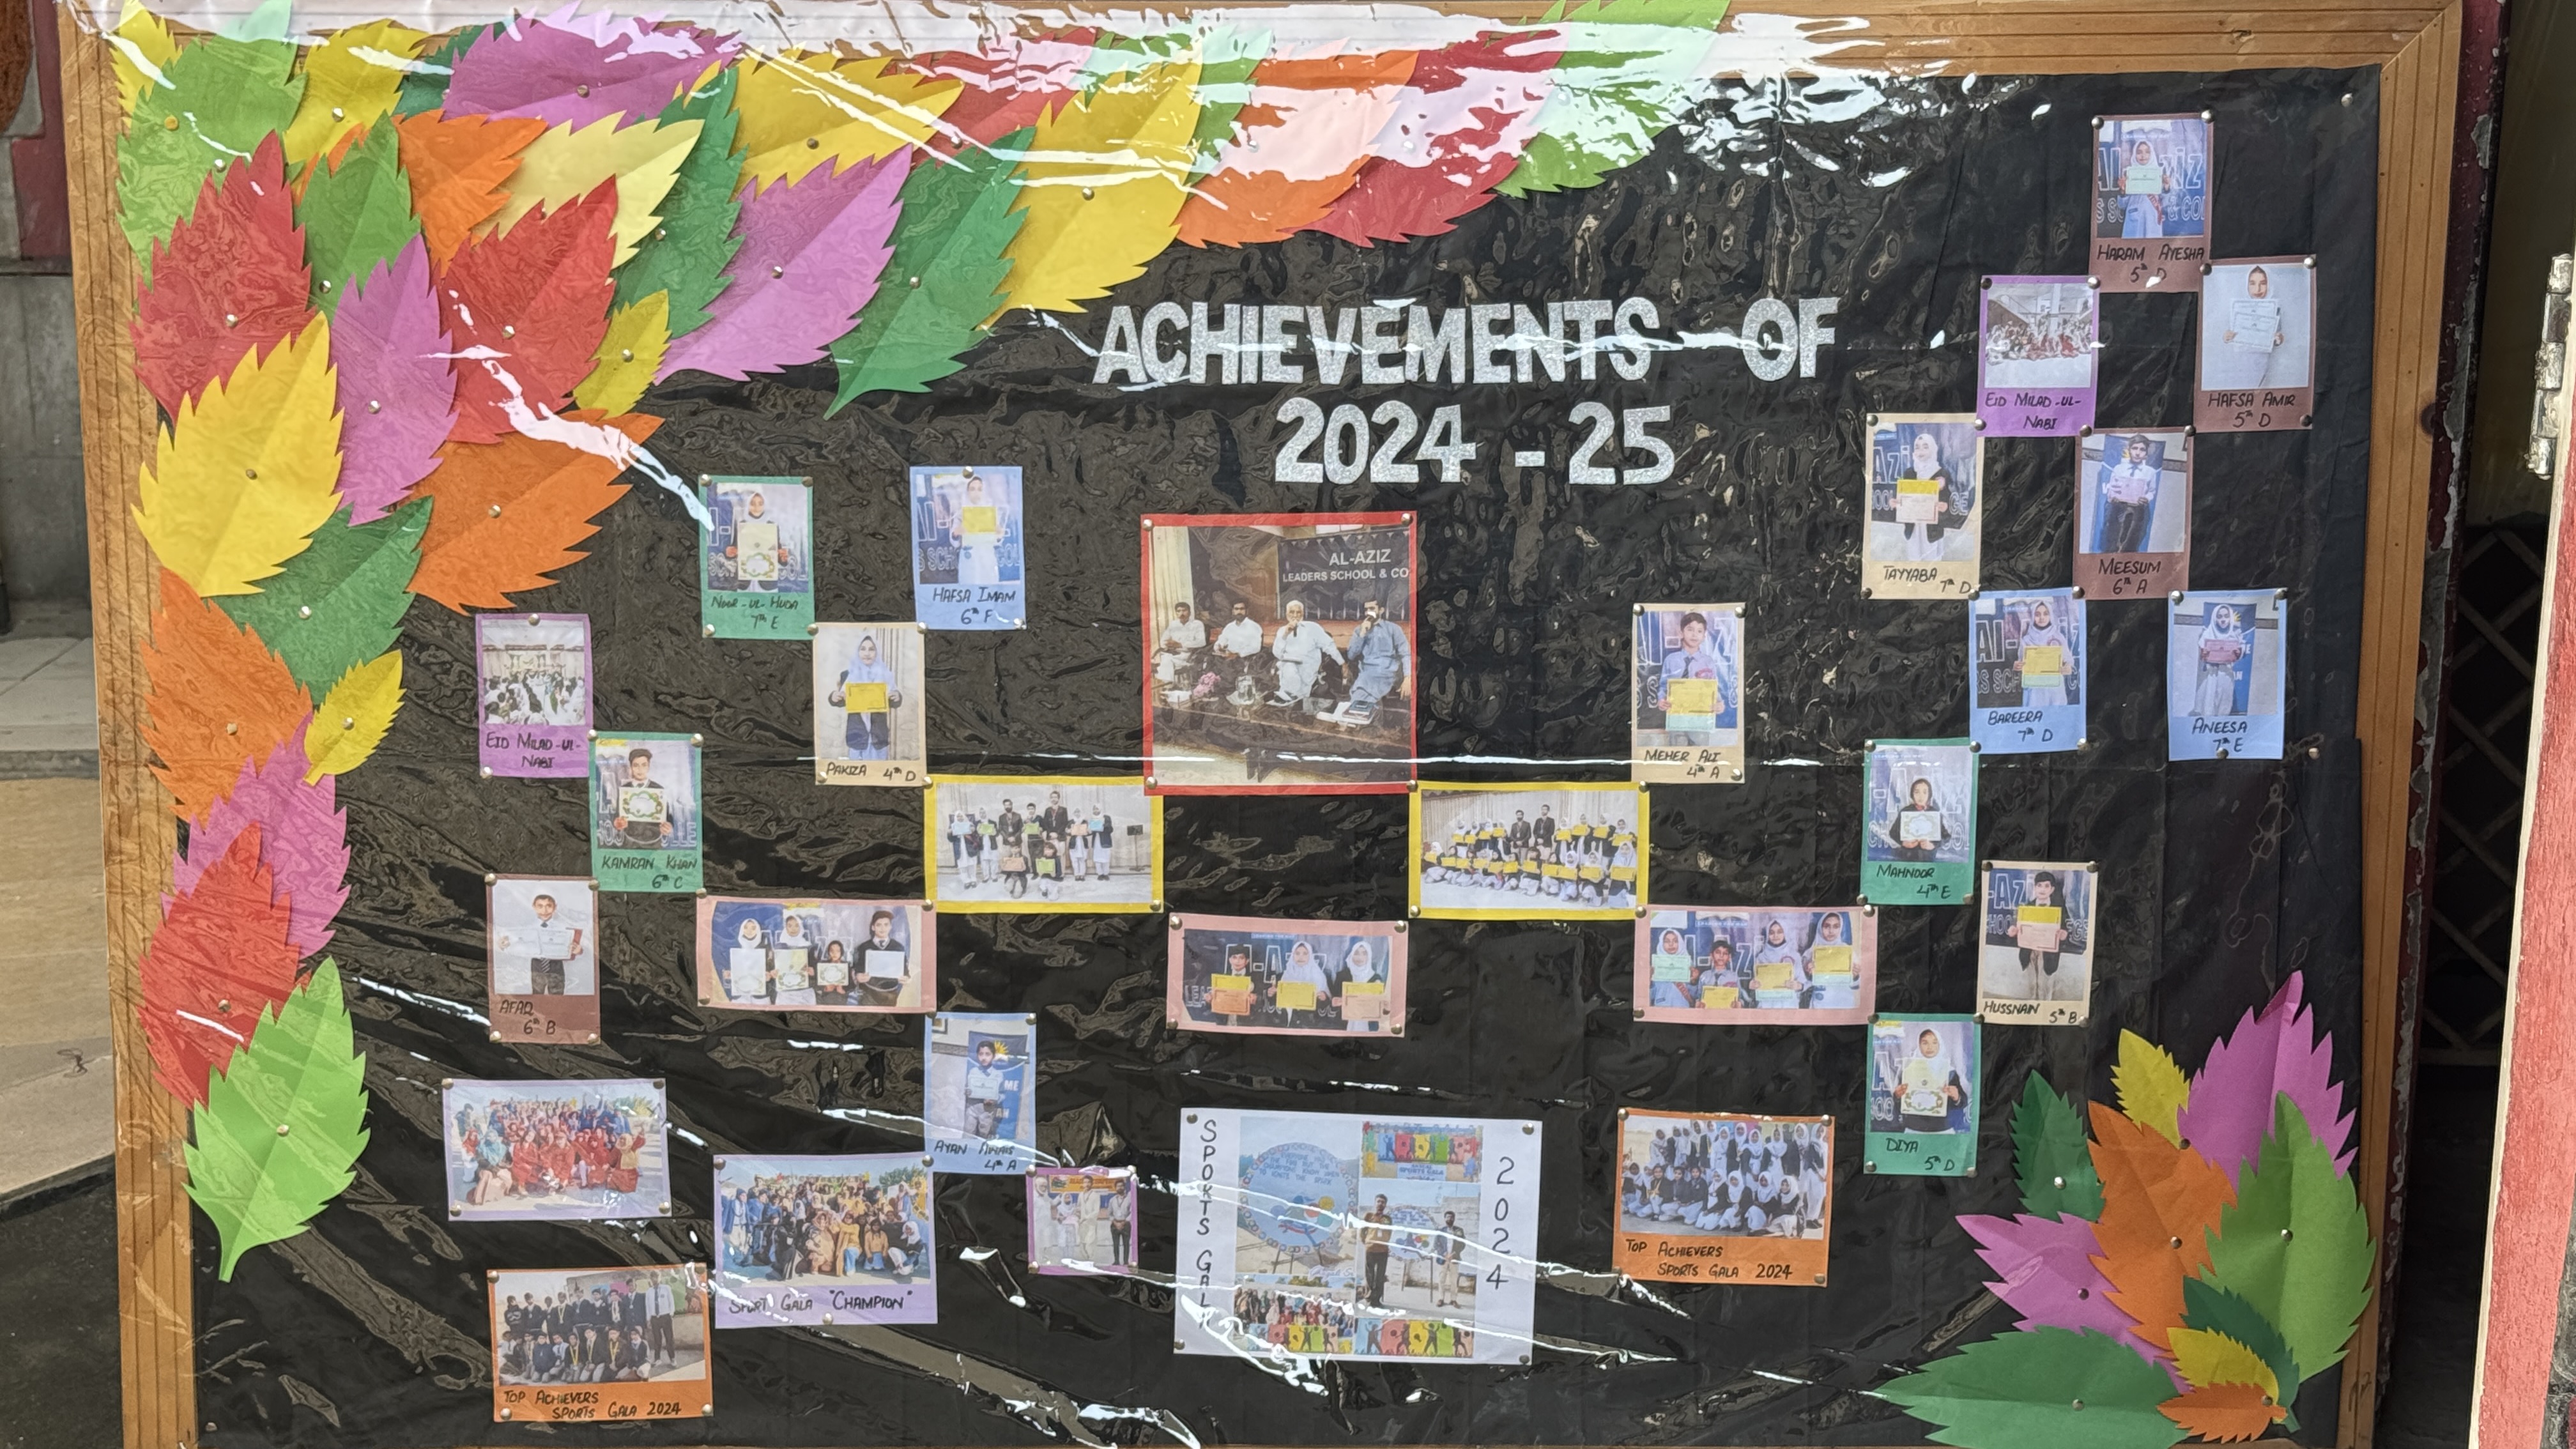 ACHIEVEMENTS OF
2024 - 25
HARAM AYESHA
5th D
EID MILAD-UL-
NABI
HAFSA AMIR
5th D
TAYYABA 7th D
MEESUM
6th A
NOOR-UL-HUDA
7th E
HAFSA IMAM
6th F
AL-AZIZ
LEADERS SCHOOL & CO
EID MILAD-UL-
NABI
PAKIZA 4th D
MEHER ALI
4th A
BAREERA
7th D
ANEESA
7th E
KAMRAN KHAN
6th C
MAHNOOR
4th E
AFAQ
6th B
HUSSNAIN 5th B
AYAN
4th A
DIYA
5th D
SPORT GALA "CHAMPION"
SPORTS GALA
2024
TOP ACHIEVERS
SPORTS GALA 2024
TOP ACHIEVERS
SPORTS GALA 2024